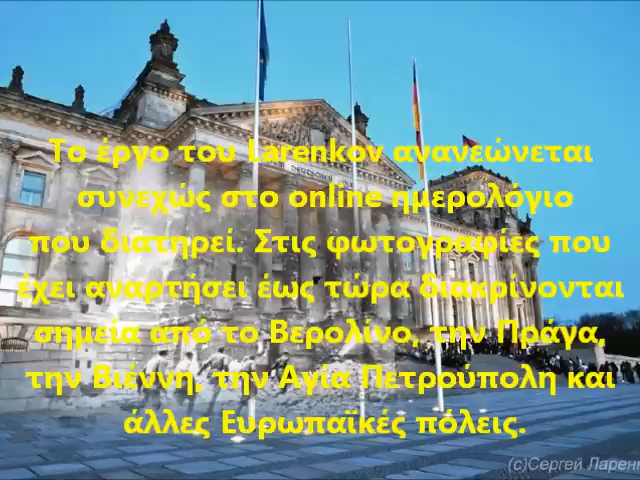 Το έργο του Larenkov ανανεώνεται
συνεχώς στο online ημερολόγιο
που διατηρεί. Στις φωτογραφίες που
έχει αναρτήσει έως τώρα διακρίνονται
σημεία από το Βερολίνο, την Πράγα,
την Βιέννη, την Αγία Πετρούπολη και
άλλες Ευρωπαϊκές πόλεις.
(c)Сергей